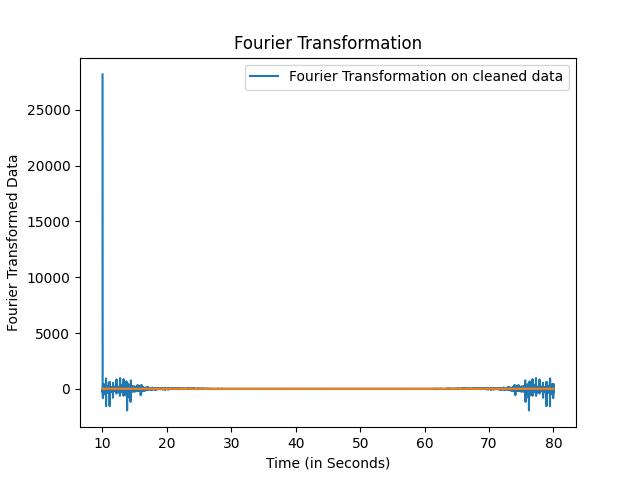 Fourier Transformation
Fourier Transformation on cleaned data
Fourier Transformed Data
25000
20000
15000
10000
5000
0
10 20 30 40 50 60 70 80
Time (in Seconds)